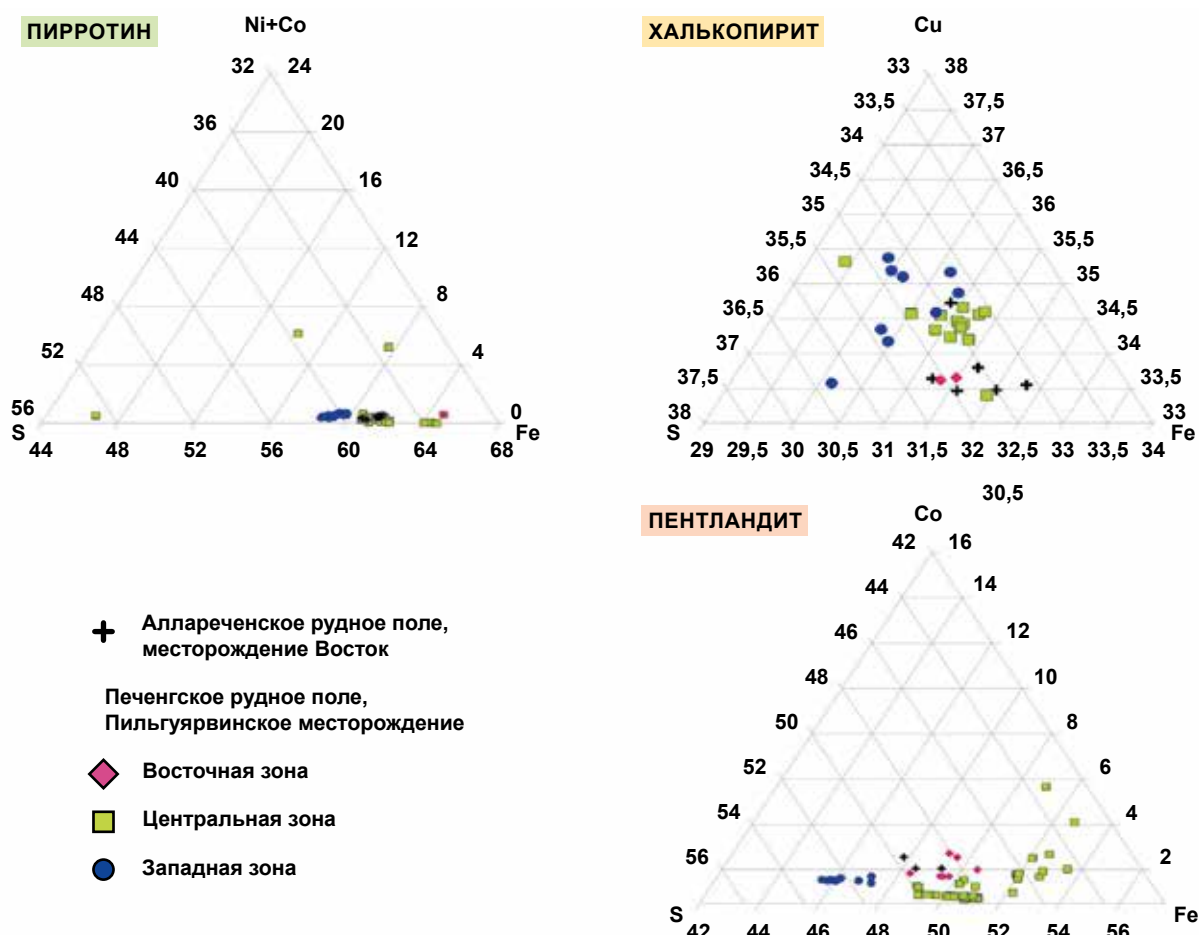 ПИРРОТИН
Ni+Co
32 24
36 20
40 16
44 12
48 8
52 4
56 0
S Fe
44 48 52 56 60 64 68
ХАЛЬКОПИРИТ
Cu
33 38
33,5 37,5
34 37
34,5 36,5
35 36
35,5 35,5
36 35
36,5 34,5
37 34
37,5 33,5
38 33
S Fe
29 29,5 30 30,5 31 31,5 32 32,5 33 33,5 34
30,5
ПЕНТЛАНДИТ
Co
42 16
44 14
46 12
48 10
50 8
52 6
54 4
56 2
S Fe
42 44 46 48 50 52 54 56
Аллареченское рудное поле,
месторождение Восток
Печенгское рудное поле,
Пильгуярвинское месторождение
Восточная зона
Центральная зона
Западная зона